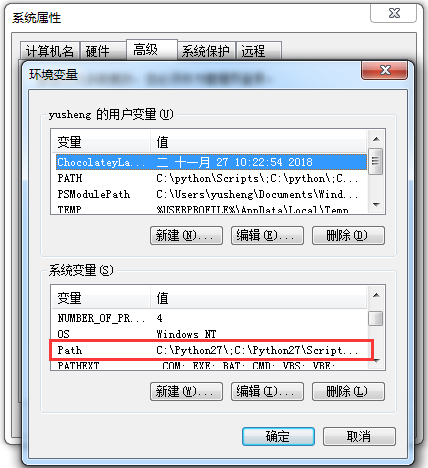 系统属性
计算机名 硬件 高级 系统保护 远程
环境变量
yusheng 的用户变量(U)
变量 值
ChocolateyLa... 二 十一月 27 10:22:54 2018
PATH C:\python\Scripts\;C:\python\;C...
PSModulePath C:\Users\yusheng\Documents\Wind...
TEMP %USERPROFILE%\AppData\Local\Temp
新建(N)... 编辑(E)... 删除(D)
系统变量(S)
变量 值
NUMBER_OF_PR... 4
OS Windows_NT
Path C:\Python27\;C:\Python27\Script...
PATHEXT .COM;.EXE;.BAT;.CMD;.VBS;.VBE;
新建(W)... 编辑(I)... 删除(L)
确定 取消